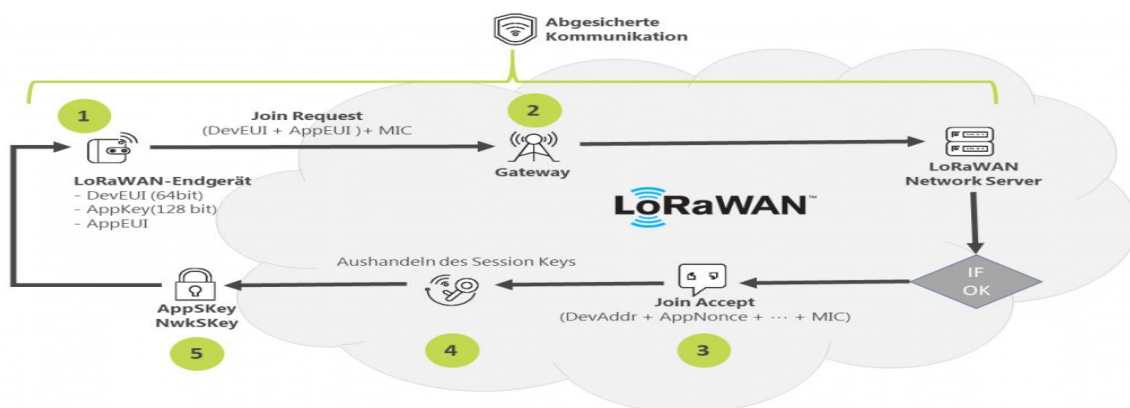 Abgesicherte
Kommunikation
1
Join Request
(DevEUI + AppEUI )+ MIC
2
LoRaWAN-Endgerät
- DevEUI (64bit)
- AppKey(128 bit)
- AppEUI
Gateway
LoRaWAN
Network Server
LoRaWAN™
IF
OK
Join Accept
(DevAddr + AppNonce + ··· + MIC)
3
Aushandeln des Session Keys
4
AppSKey
NwkSKey
5